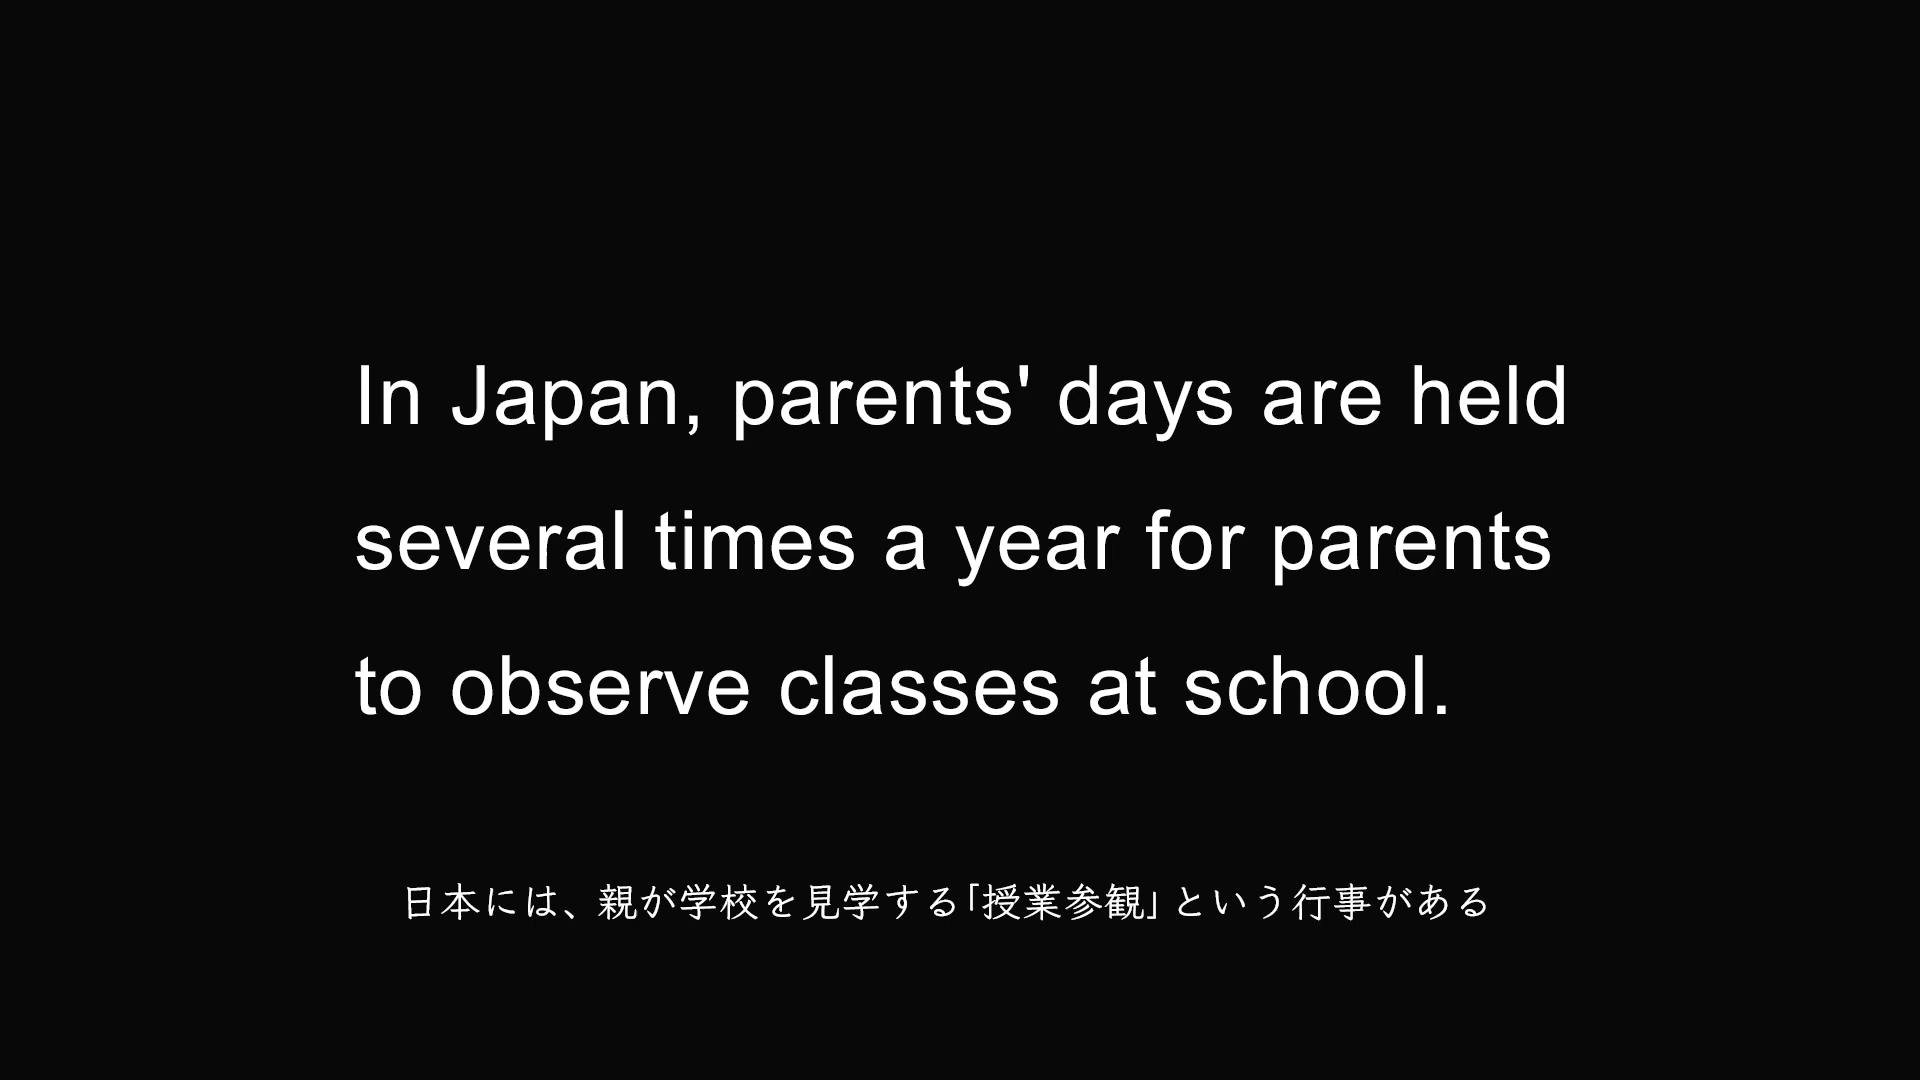 In Japan, parents' days are held
several times a year for parents
to observe classes at school.
日本には、親が学校を見学する「授業参観」という行事がある